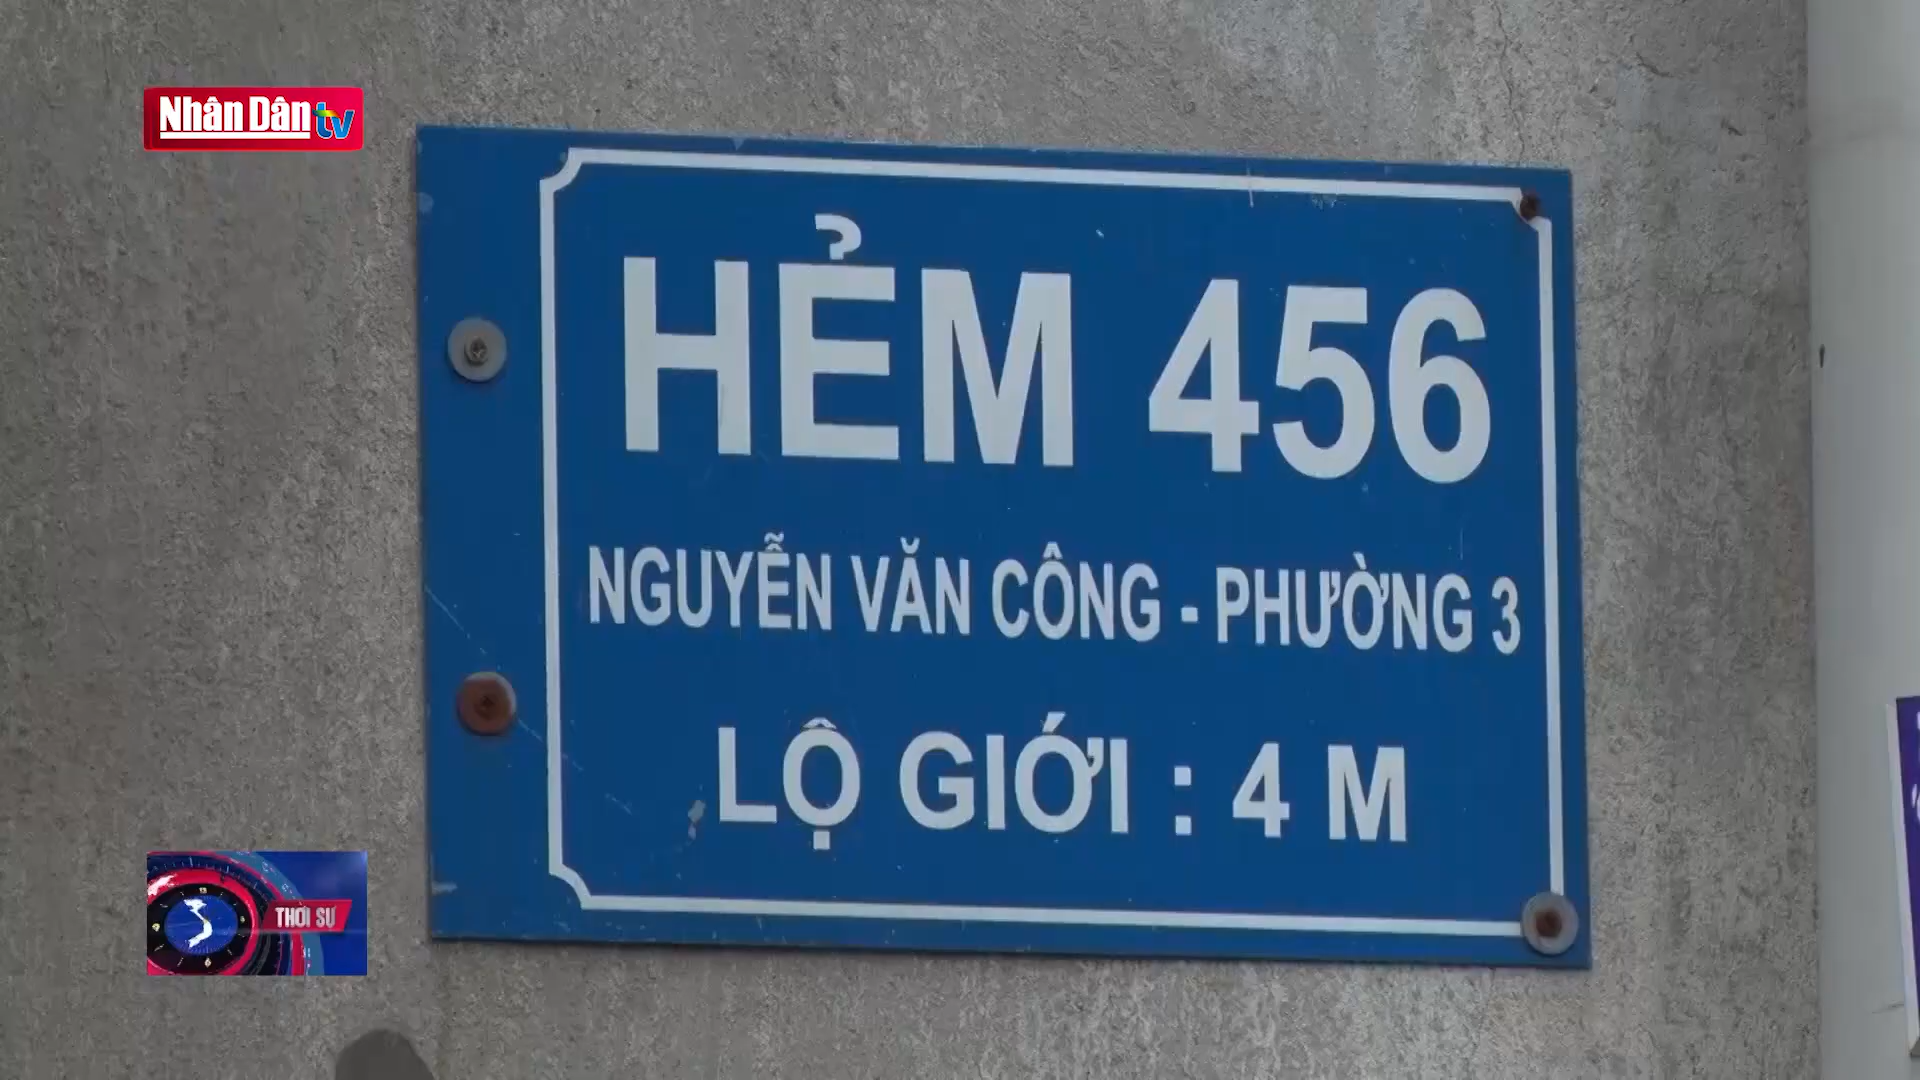 Nhân Dân tv
HẺM 456
NGUYỄN VĂN CÔNG - PHƯỜNG 3
LỘ GIỚI : 4 M
THỜI SỰ